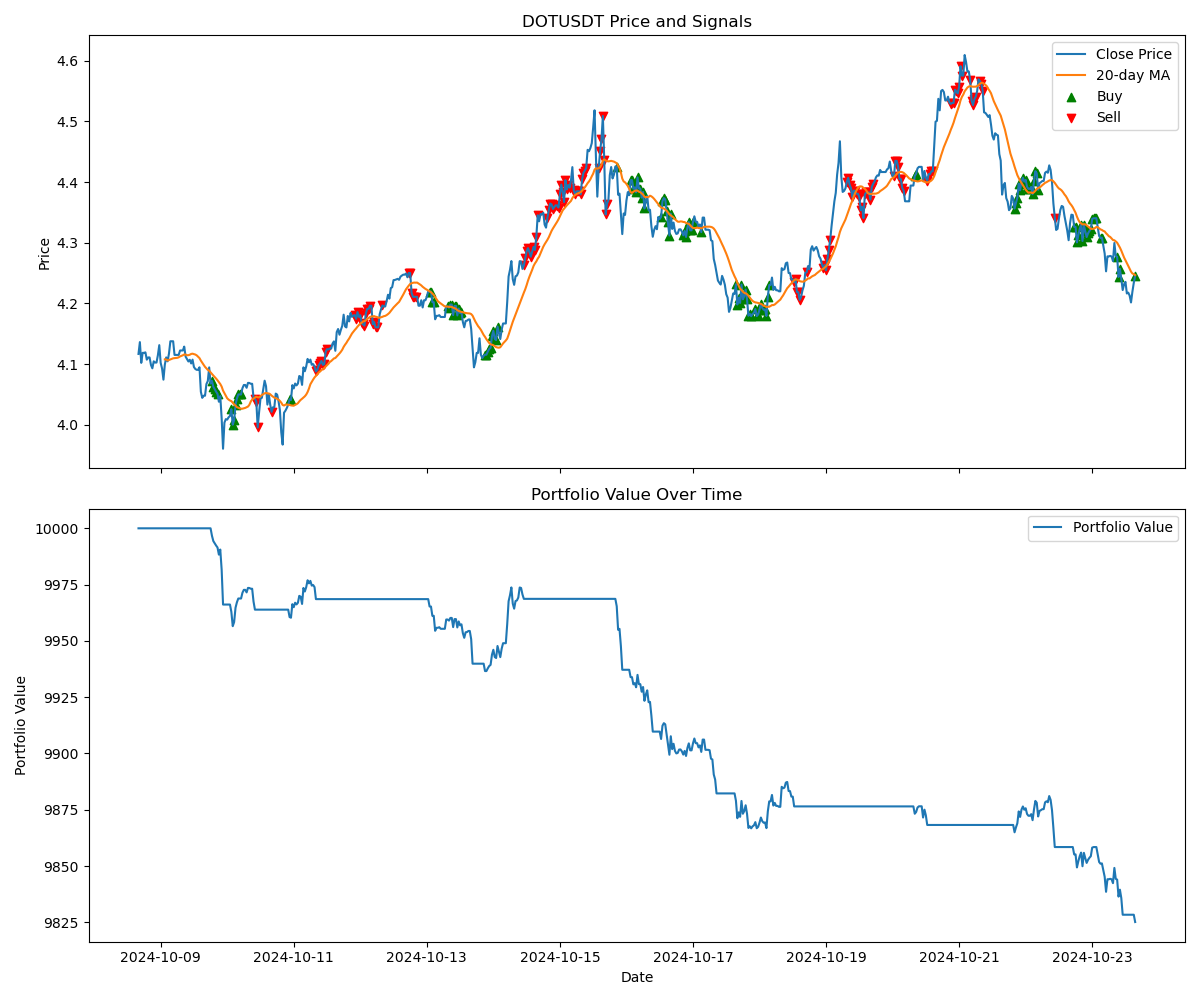 DOTUSDT Price and Signals
Price
4.6
4.5
4.4
4.3
4.2
4.1
4.0
Close Price
20-day MA
Buy
Sell
Portfolio Value Over Time
Portfolio Value
10000
9975
9950
9925
9900
9875
9850
9825
Portfolio Value
2024-10-09
2024-10-11
2024-10-13
2024-10-15
2024-10-17
2024-10-19
2024-10-21
2024-10-23
Date